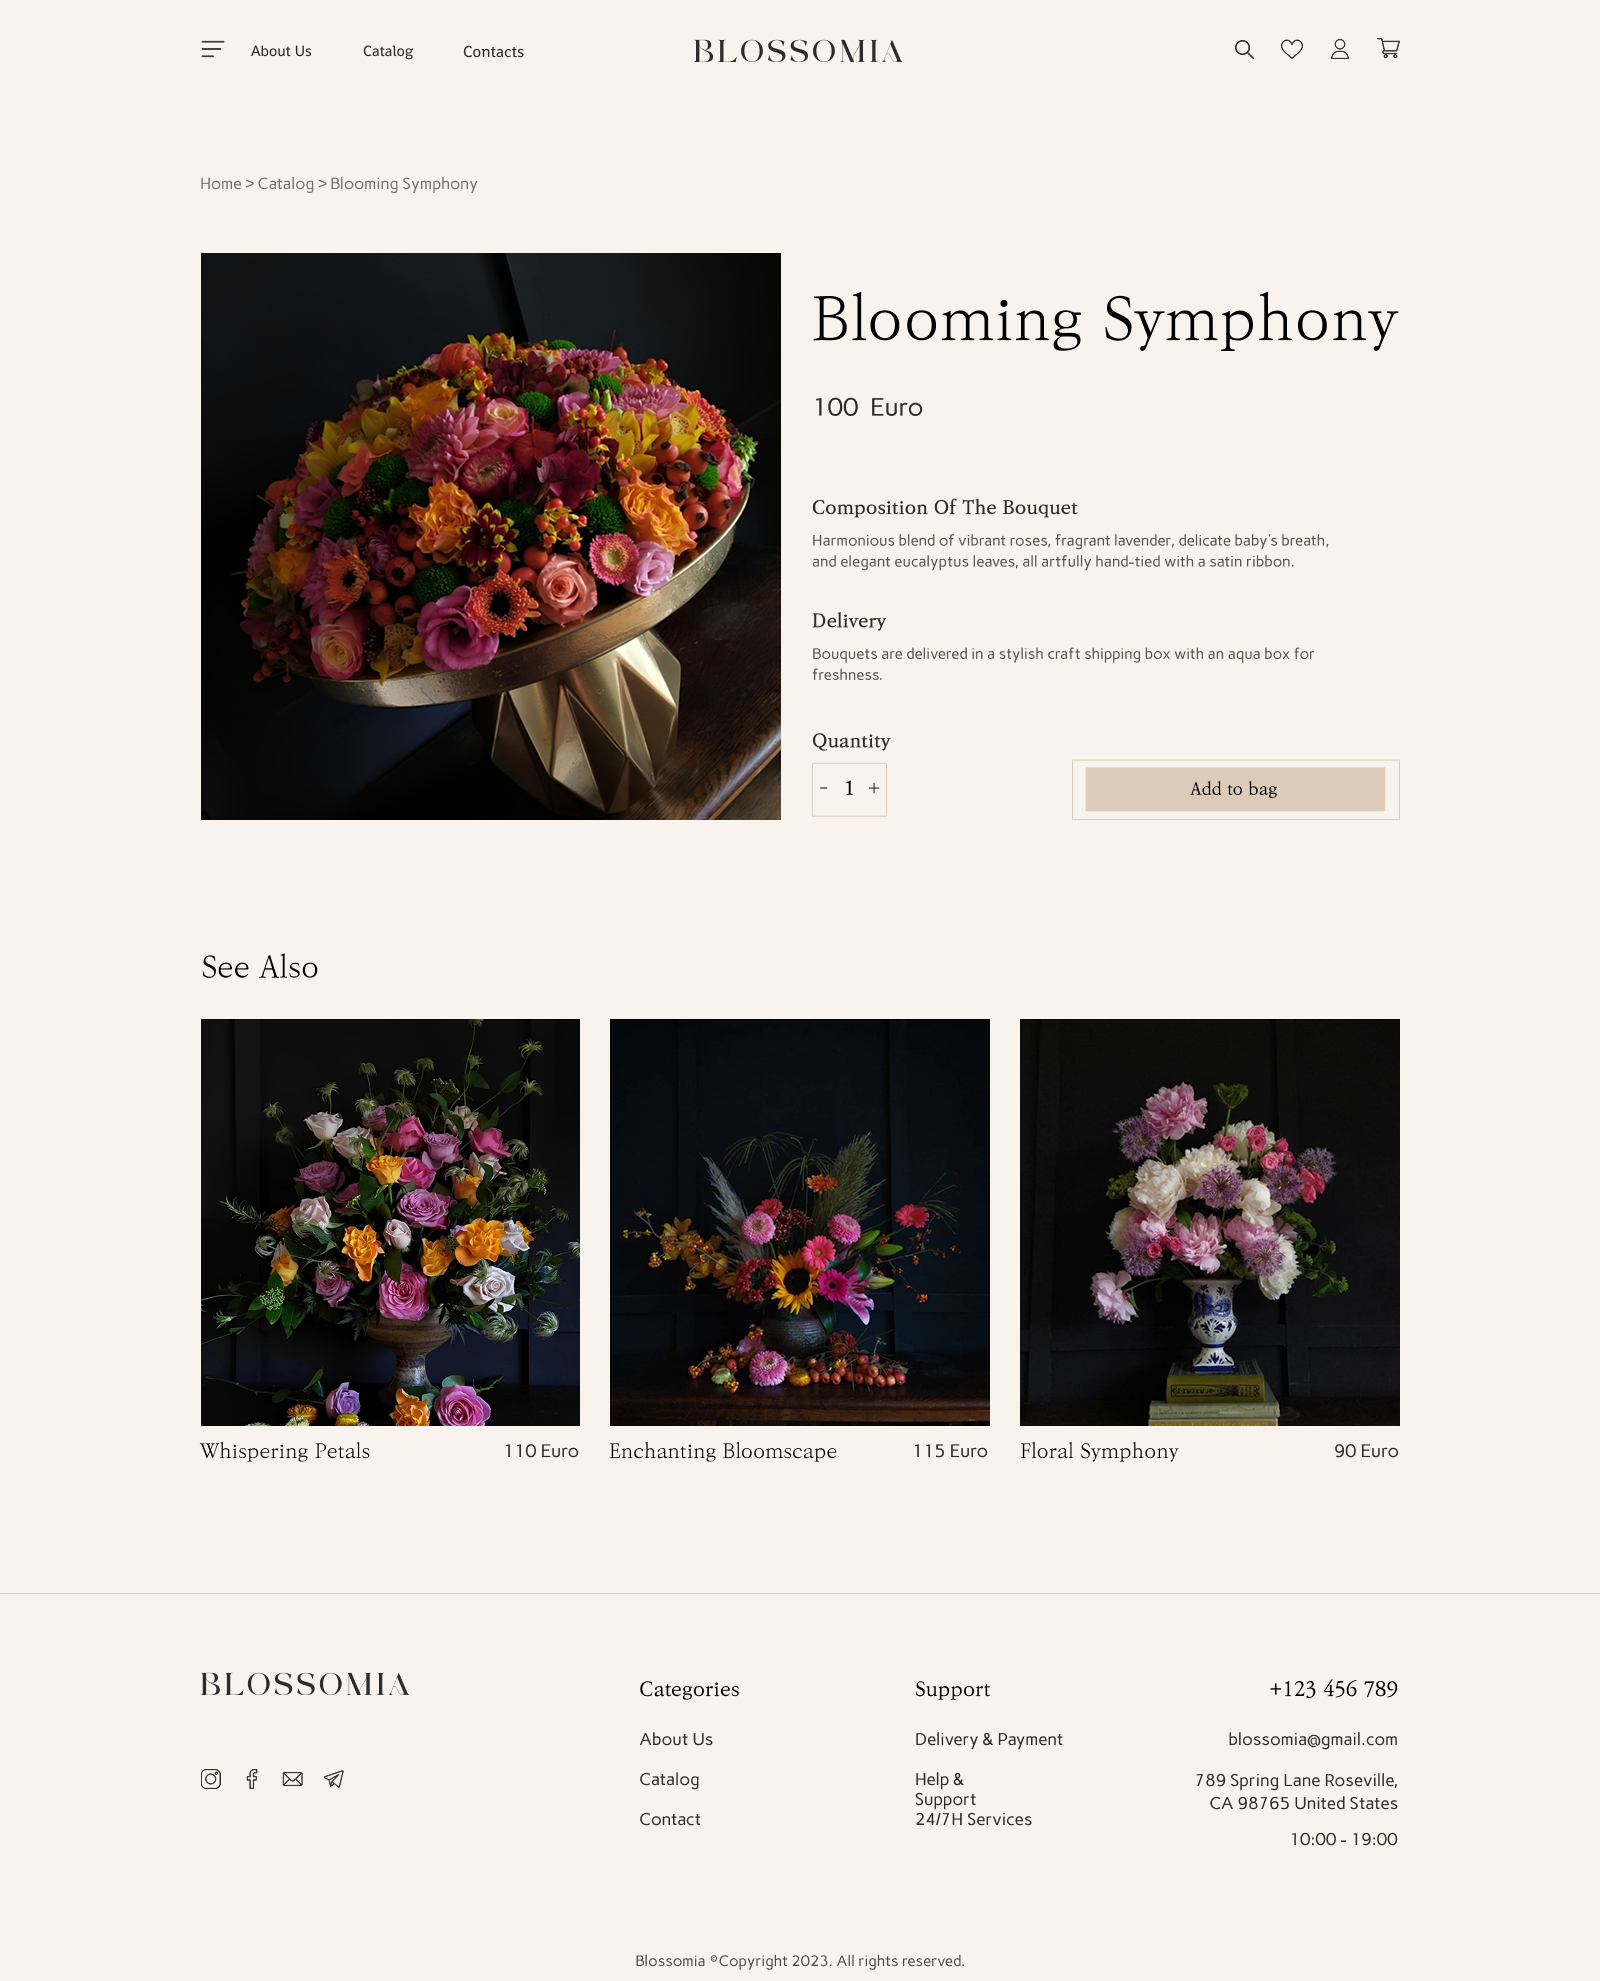 About Us
Catalog
Contacts
BLOSSOMIA
Home > Catalog > Blooming Symphony
Blooming Symphony
100 Euro
Composition Of The Bouquet
Harmonious blend of vibrant roses, fragrant lavender, delicate baby's breath,
and elegant eucalyptus leaves, all artfully hand-tied with a satin ribbon.
Delivery
Bouquets are delivered in a stylish craft shipping box with an aqua box for
freshness.
Quantity
- 1 +
Add to bag
See Also
Whispering Petals
110 Euro
Enchanting Bloomscape
115 Euro
Floral Symphony
90 Euro
BLOSSOMIA
Categories
About Us
Catalog
Contact
Support
Delivery & Payment
Help &
Support
24/7H Services
+123 456 789
blossomia@gmail.com
789 Spring Lane Roseville,
CA 98765 United States
10:00 - 19:00
Blossomia ©Copyright 2023. All rights reserved.